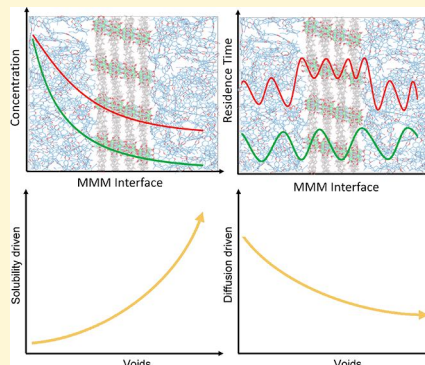 Concentration
Residence Time
MMM Interface
MMM Interface
Solubility driven
Diffusion driven
Voids
Voids